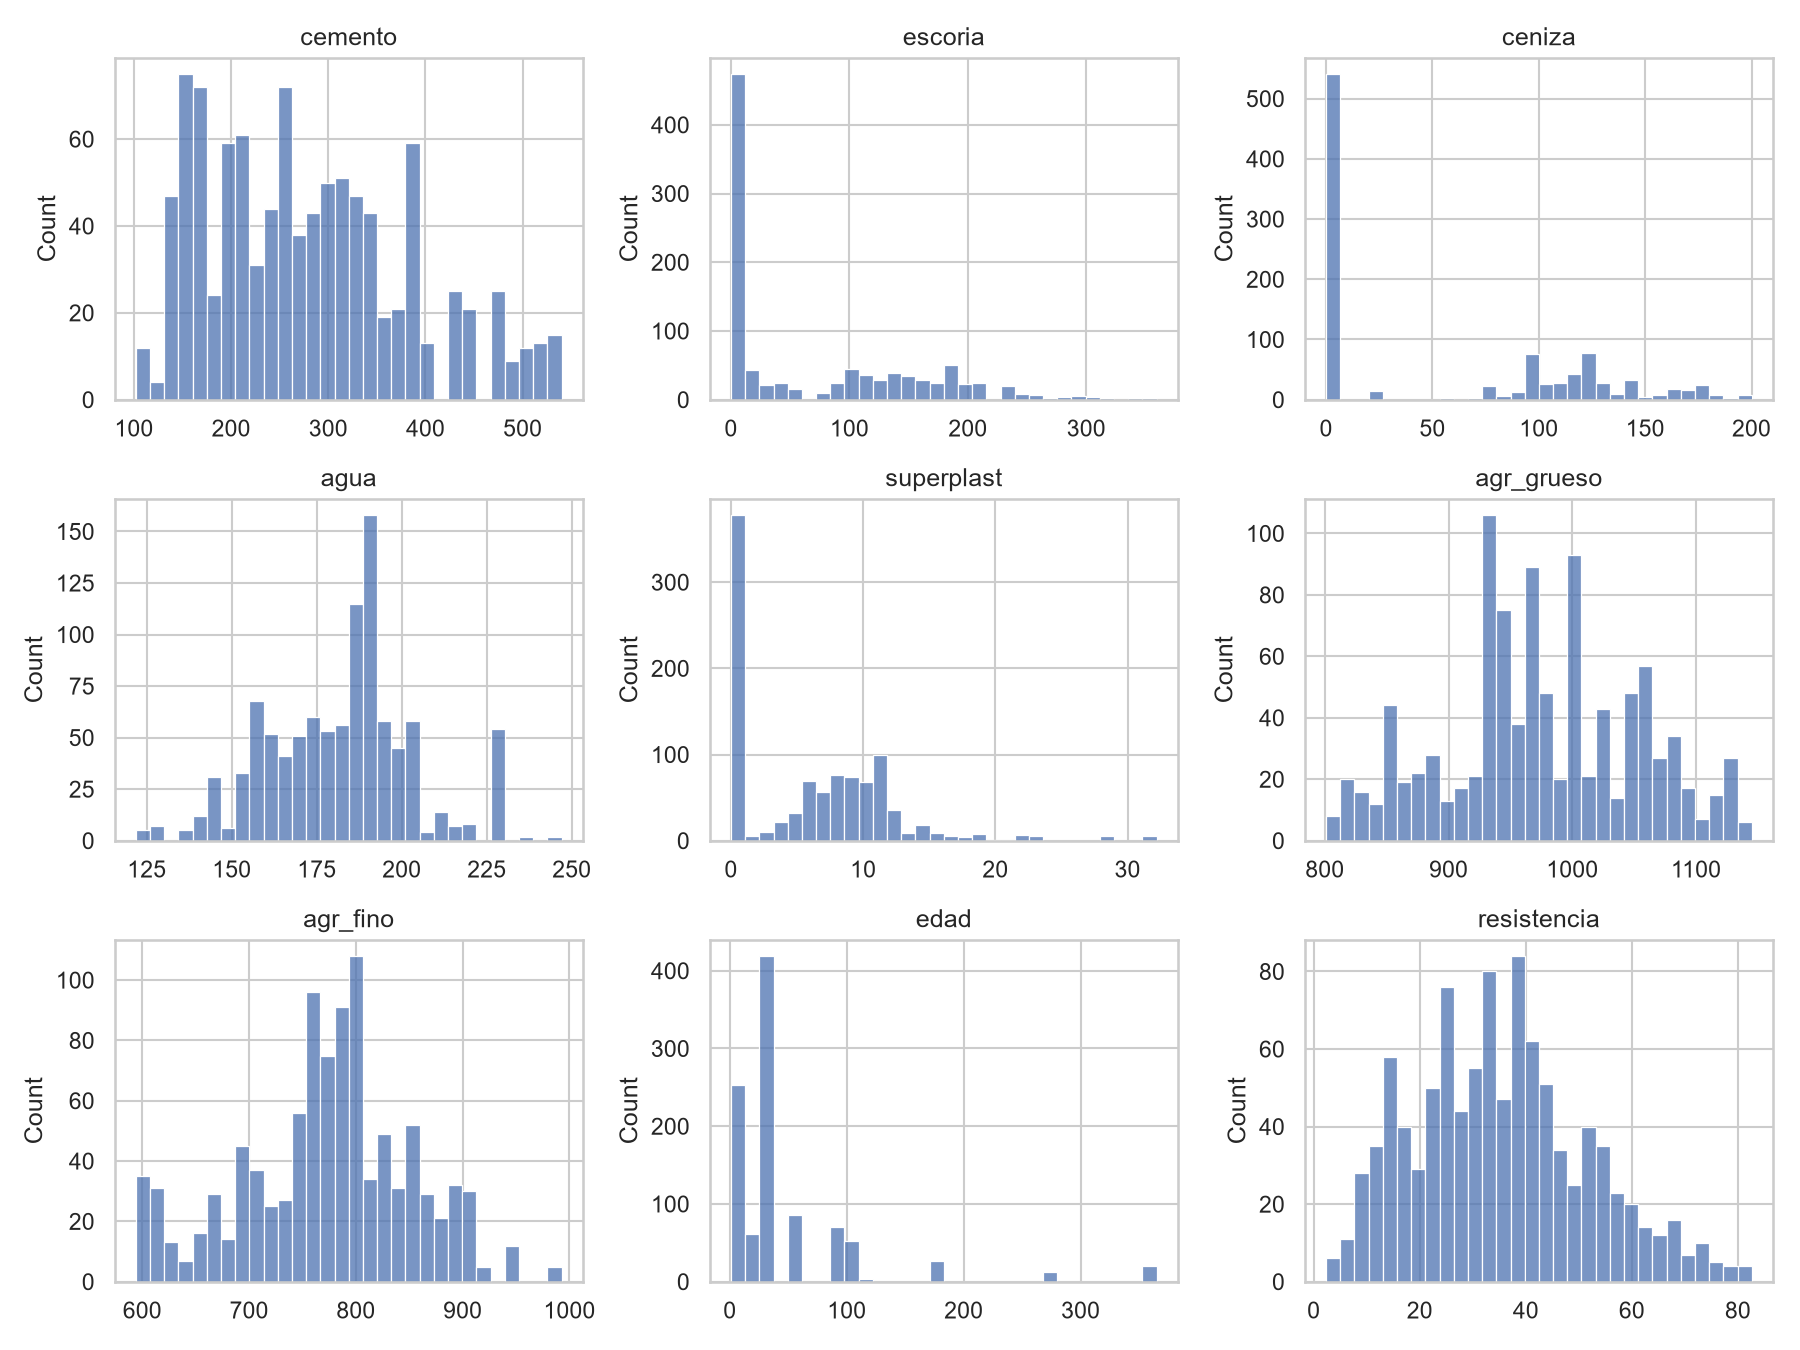 cemento escoria ceniza
Count Count Count
60 400 500
40 300 400
20 200 300
0 100 200
0 100
0
100 200 300 400 500 0 100 200 300 0 50 100 150 200
agua superplast agr_grueso
Count Count Count
150 300 100
125 200 80
100 100 60
75 0 40
50 20
25 0
0
125 150 175 200 225 250 0 10 20 30 800 900 1000 1100
agr_fino edad resistencia
Count Count Count
100 400 80
80 300 60
60 200 40
40 100 20
20 0 0
0
600 700 800 900 1000 0 100 200 300 0 20 40 60 80